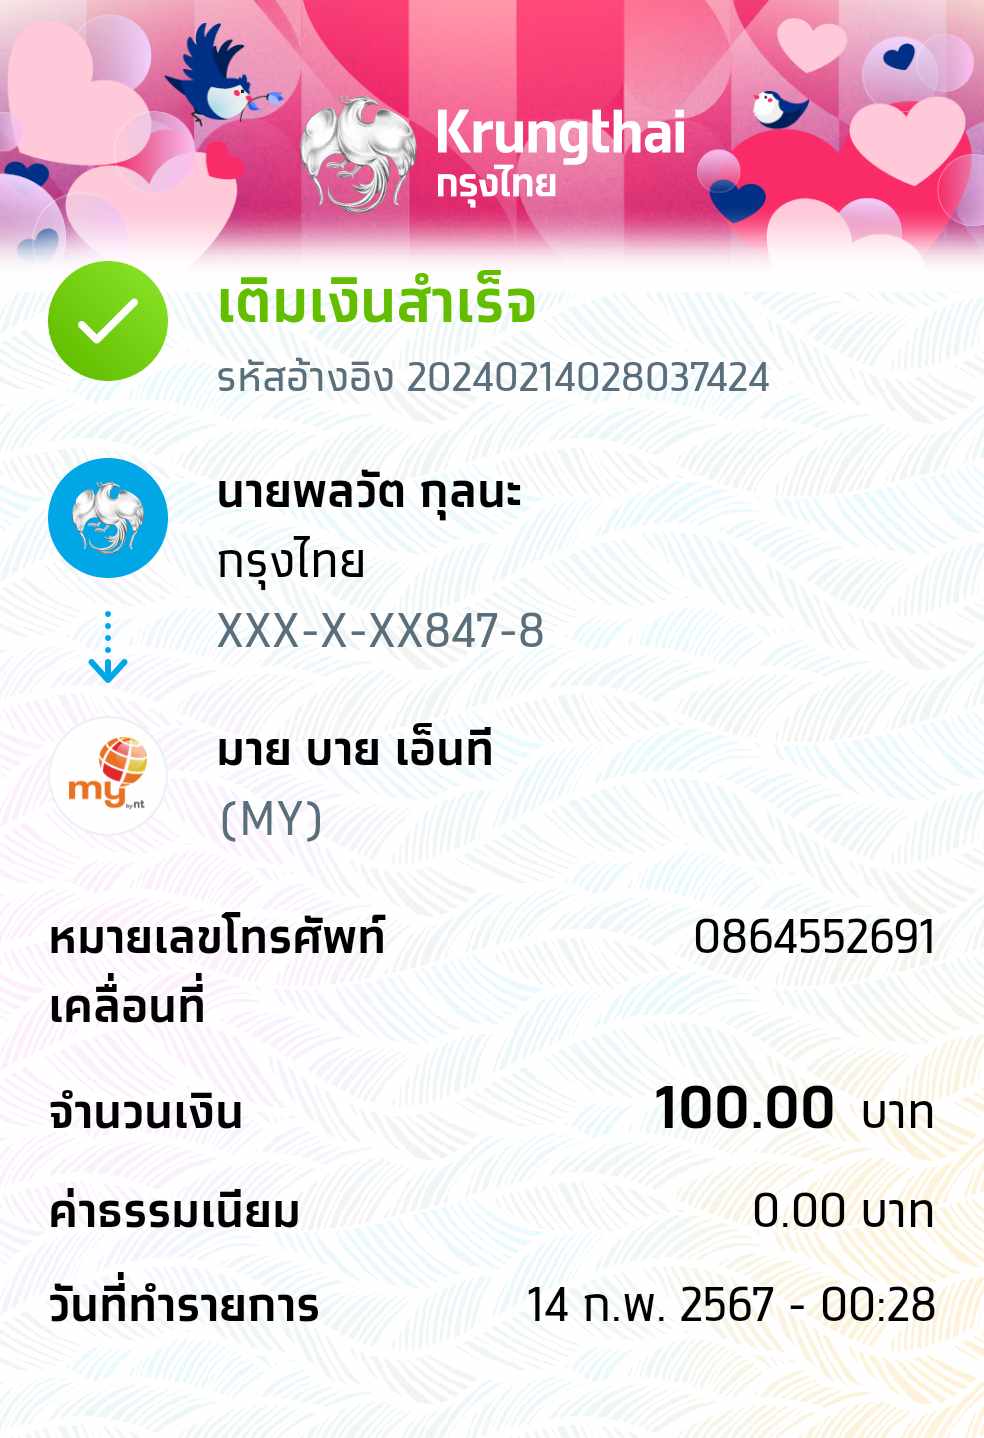 Krungthai
กรุงไทย
เติมเงินสำเร็จ
รหัสอ้างอิง 20240214028037424
นายพลวัต กุลนะ
กรุงไทย
XXX-X-XX847-8
my
by nt
มาย บาย เอ็นที
(MY)
หมายเลขโทรศัพท์ 0864552691
เคลื่อนที่
จำนวนเงิน 100.00 บาท
ค่าธรรมเนียม 0.00 บาท
วันที่ทำรายการ 14 ก.พ. 2567 - 00:28